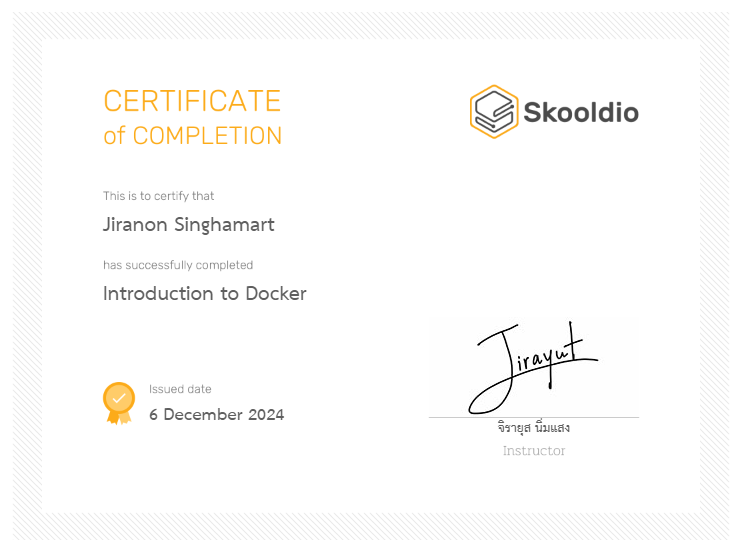 CERTIFICATE
of COMPLETION
Skooldio
This is to certify that
Jiranon Singhamart
has successfully completed
Introduction to Docker
Issued date
6 December 2024
Jirayut
จิรายุส นิ่มแสง
Instructor